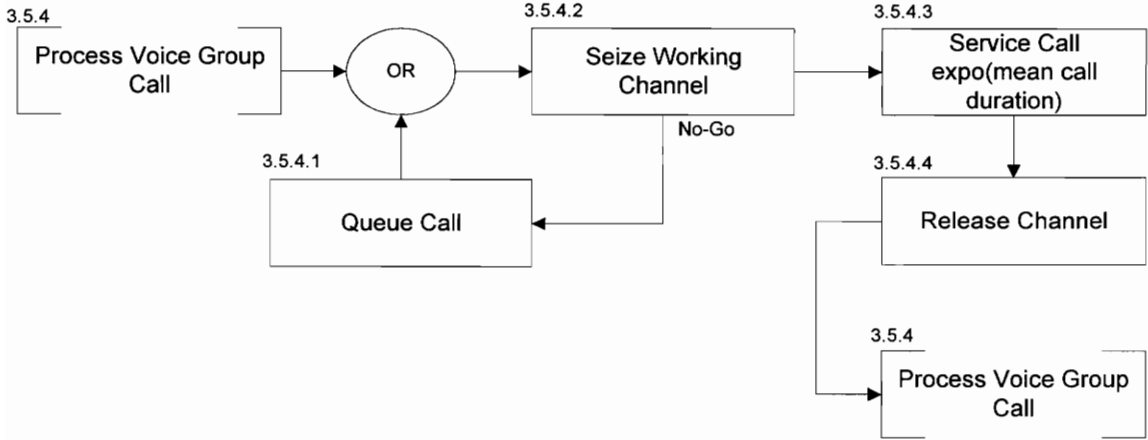 3.5.4
Process Voice Group
Call
OR
3.5.4.2
Seize Working
Channel
No-Go
3.5.4.3
Service Call
expo(mean call
duration)
3.5.4.1
Queue Call
3.5.4.4
Release Channel
3.5.4
Process Voice Group
Call